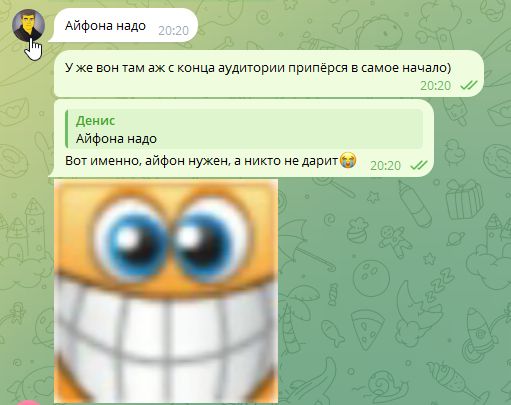 Айфона надо 20:20
У же вон там аж с конца аудитории припёрся в самое начало)
20:20
Денис
Айфона надо
Вот именно, айфон нужен, а никто не дарит😭 20:20